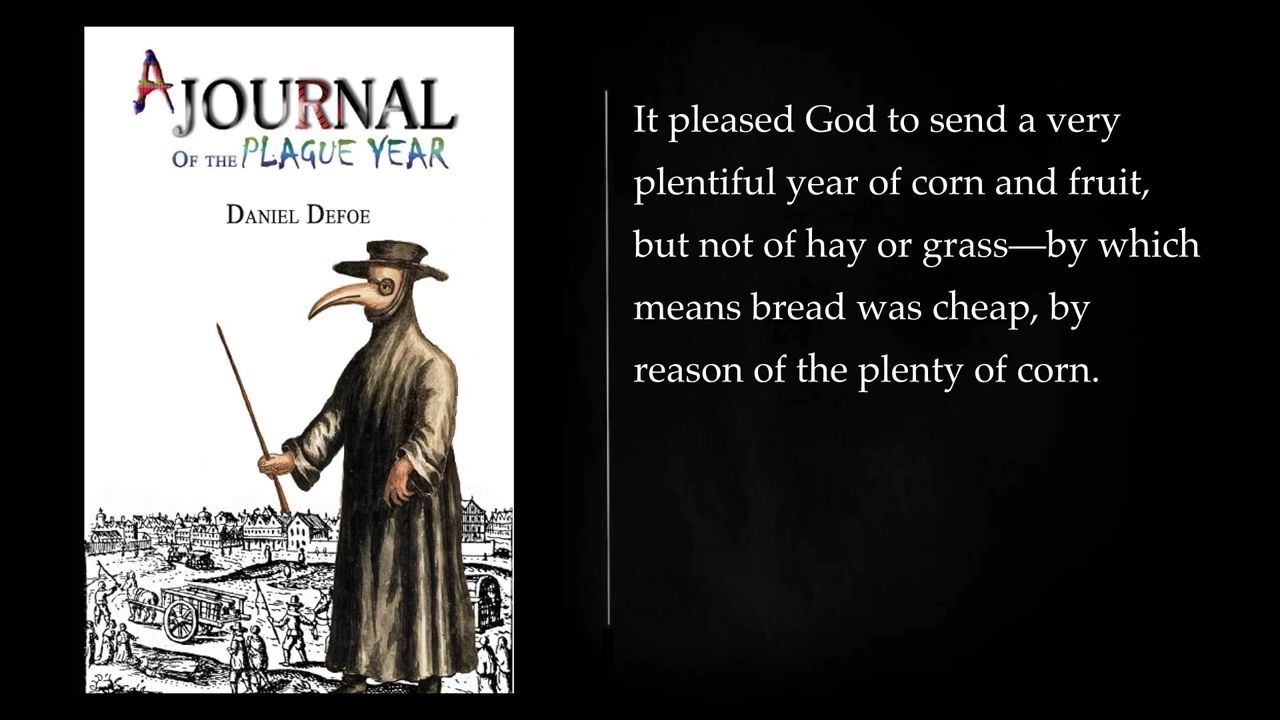 A JOURNAL
OF THE PLAGUE YEAR
DANIEL DEFOE
It pleased God to send a very
plentiful year of corn and fruit,
but not of hay or grass—by which
means bread was cheap, by
reason of the plenty of corn.